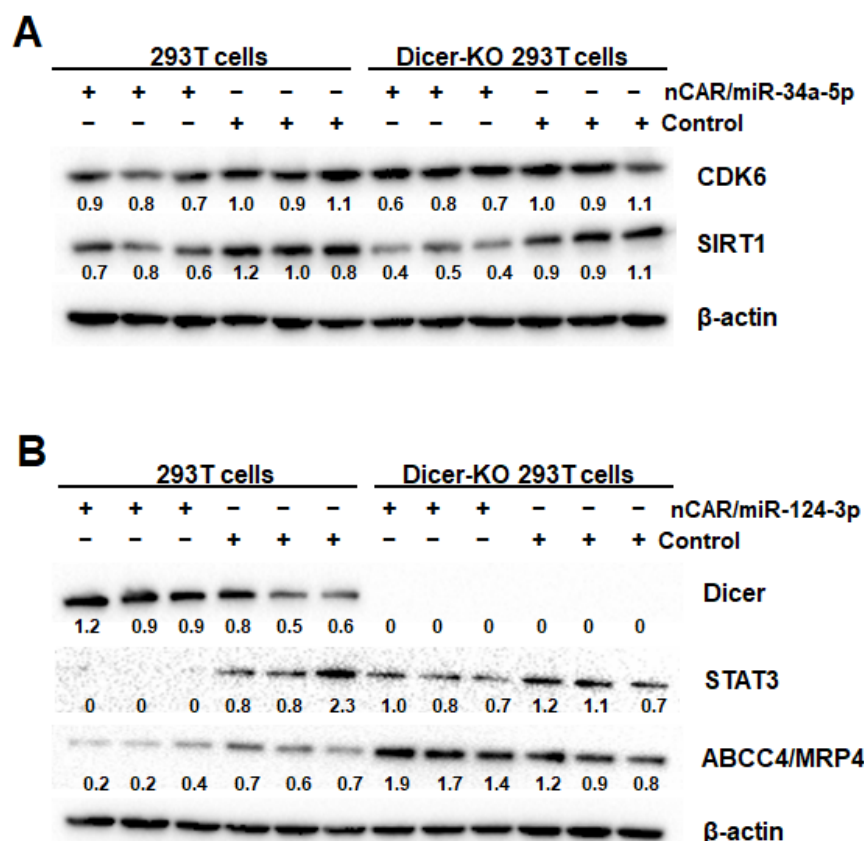 A
293T cells Dicer-KO 293T cells
+ + + − − − + + + − − − nCAR/miR-34a-5p
− − − + + + − − − + + + Control
CDK6
0.9 0.8 0.7 1.0 0.9 1.1 0.6 0.8 0.7 1.0 0.9 1.1
SIRT1
0.7 0.8 0.6 1.2 1.0 0.8 0.4 0.5 0.4 0.9 0.9 1.1
β-actin
B
293T cells Dicer-KO 293T cells
+ + + − − − + + + − − − nCAR/miR-124-3p
− − − + + + − − − + + + Control
Dicer
1.2 0.9 0.9 0.8 0.5 0.6 0 0 0 0 0 0
STAT3
0 0 0 0.8 0.8 2.3 1.0 0.8 0.7 1.2 1.1 0.7
ABCC4/MRP4
0.2 0.2 0.4 0.7 0.6 0.7 1.9 1.7 1.4 1.2 0.9 0.8
β-actin